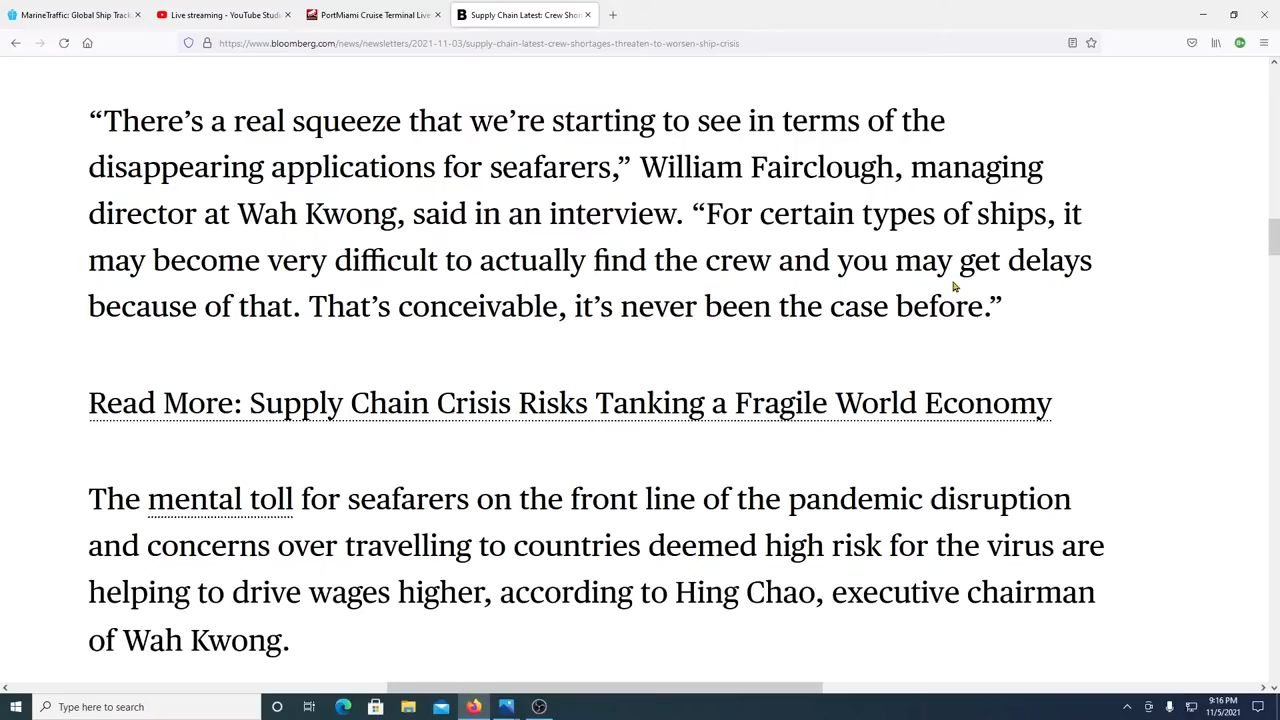 MarineTraffic: Global Ship Track
Live streaming - YouTube Studi
PortMiami Cruise Terminal Live
B Supply Chain Latest: Crew Shor
https://www.bloomberg.com/news/newsletters/2021-11-03/supply-chain-latest-crew-shortages-threaten-to-worsen-ship-crisis
“There’s a real squeeze that we’re starting to see in terms of the
disappearing applications for seafarers,” William Fairclough, managing
director at Wah Kwong, said in an interview. “For certain types of ships, it
may become very difficult to actually find the crew and you may get delays
because of that. That’s conceivable, it’s never been the case before.”
Read More: Supply Chain Crisis Risks Tanking a Fragile World Economy
The mental toll for seafarers on the front line of the pandemic disruption
and concerns over travelling to countries deemed high risk for the virus are
helping to drive wages higher, according to Hing Chao, executive chairman
of Wah Kwong.
Type here to search
9:16 PM
11/5/2021